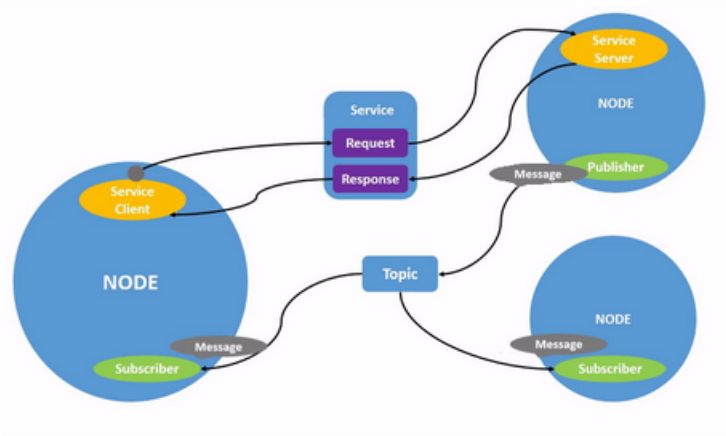 Service
Server
NODE
Service
Request
Response
Publisher
Message
Service
Client
NODE
Topic
NODE
Message
Subscriber
Message
Subscriber